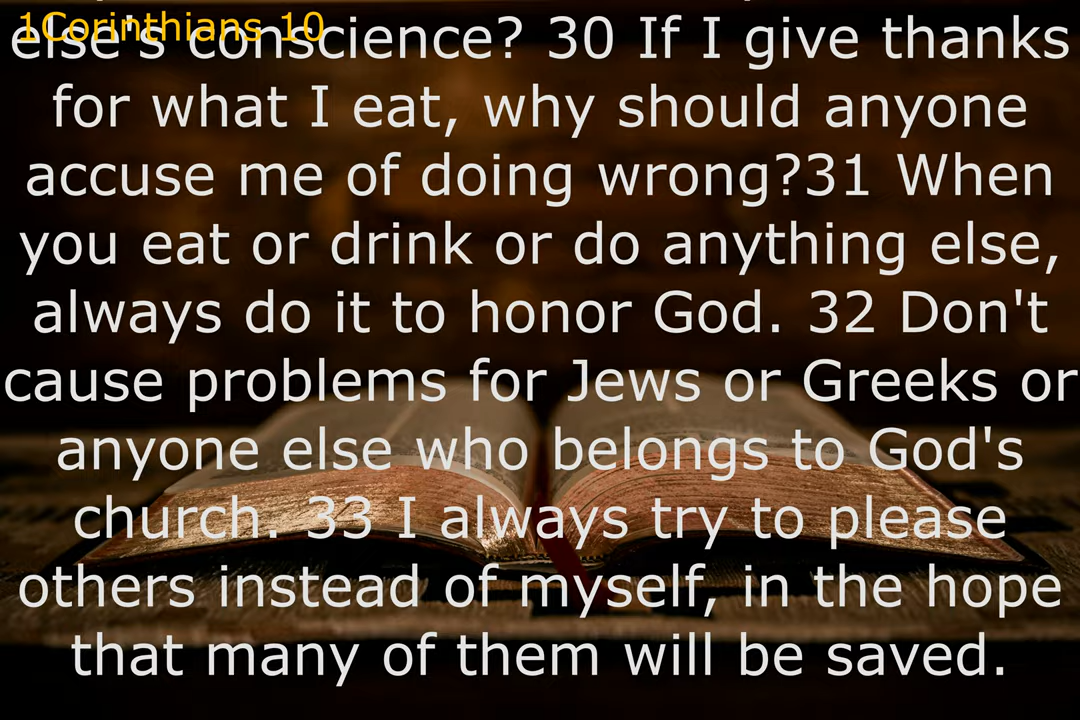 1Corinthians 10
else's conscience? 30 If I give thanks
for what I eat, why should anyone
accuse me of doing wrong?31 When
you eat or drink or do anything else,
always do it to honor God. 32 Don't
cause problems for Jews or Greeks or
anyone else who belongs to God's
church. 33 I always try to please
others instead of myself, in the hope
that many of them will be saved.